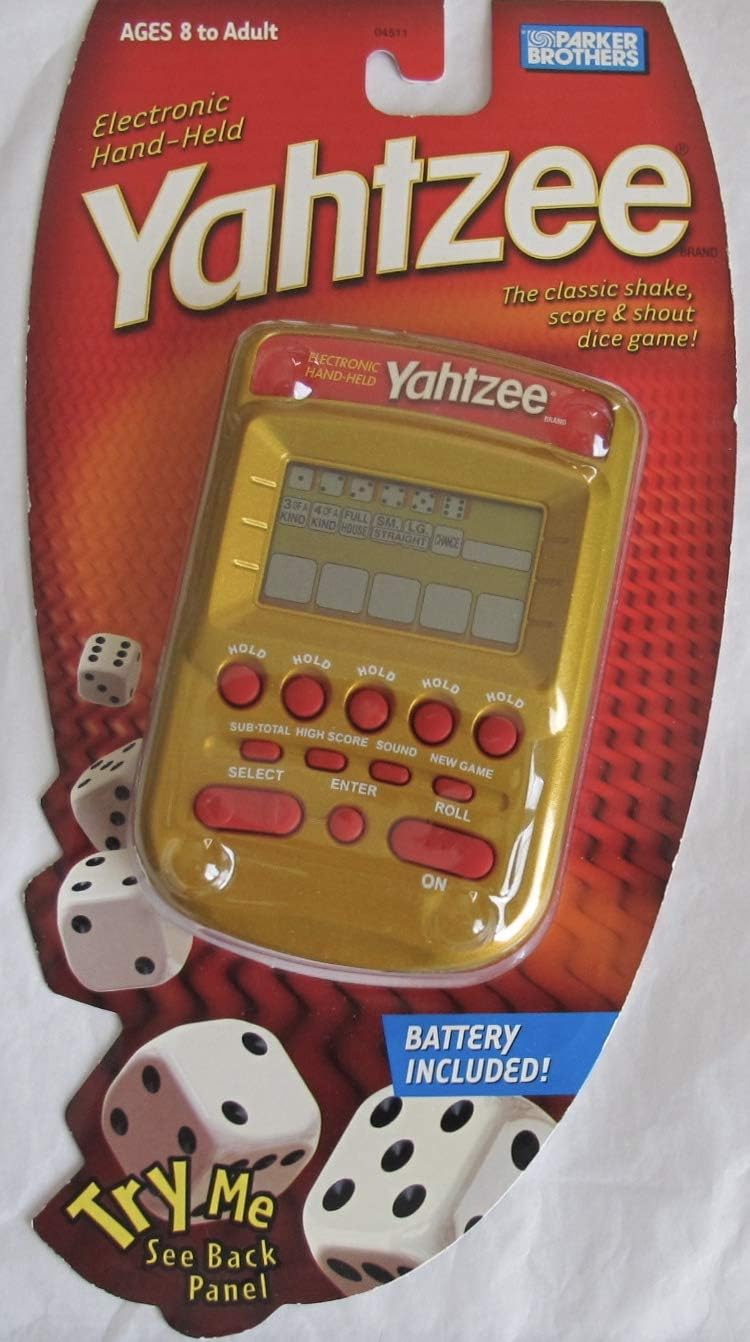 AGES 8 to Adult
04511
PARKER
BROTHERS
Electronic
Hand-Held
Yahtzee®
BRAND
The classic shake,
score & shout
dice game!
ELECTRONIC
HAND-HELD
Yahtzee®
BRAND
3 OF A KIND 4 OF A KIND FULL HOUSE SM. LG. STRAIGHT CHANCE
HOLD HOLD HOLD HOLD HOLD
SUB-TOTAL HIGH SCORE SOUND NEW GAME
SELECT ENTER ROLL
ON
BATTERY
INCLUDED!
Try Me
See Back
Panel